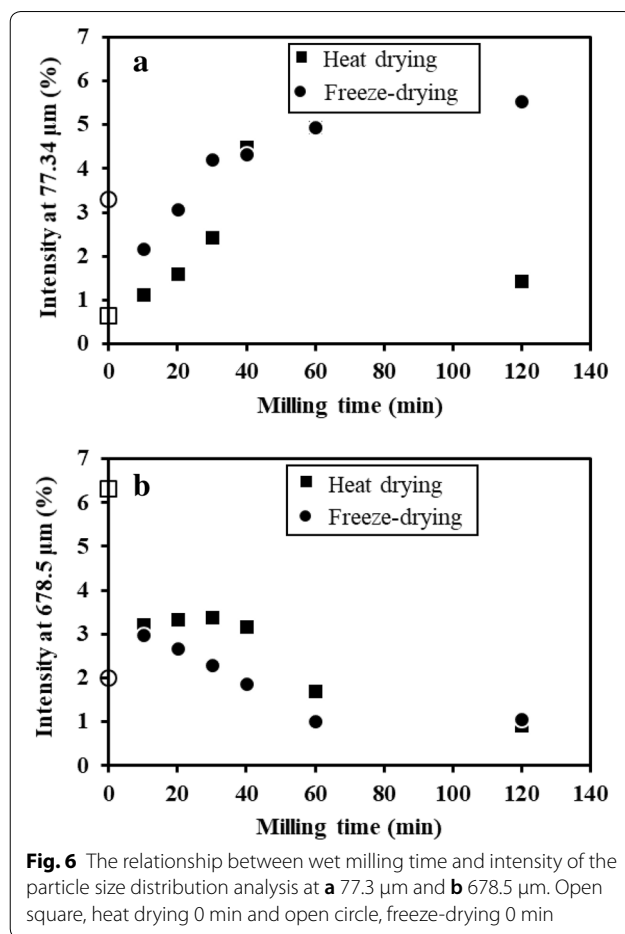 a
Heat drying
Freeze-drying
Intensity at 77.34 µm (%)
7
6
5
4
3
2
1
0
0 20 40 60 80 100 120 140
Milling time (min)
b
Heat drying
Freeze-drying
Intensity at 678.5 µm (%)
7
6
5
4
3
2
1
0
0 20 40 60 80 100 120 140
Milling time (min)
Fig. 6 The relationship between wet milling time and intensity of the
particle size distribution analysis at a 77.3 µm and b 678.5 µm. Open
square, heat drying 0 min and open circle, freeze-drying 0 min